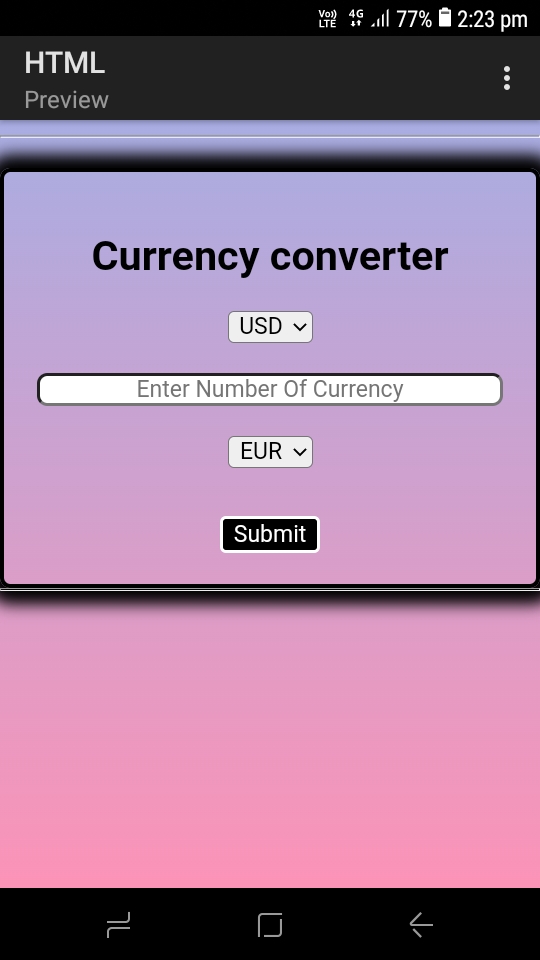 Vo)) LTE 4G 77% 2:23 pm
HTML
Preview
Currency converter
USD
Enter Number Of Currency
EUR
Submit